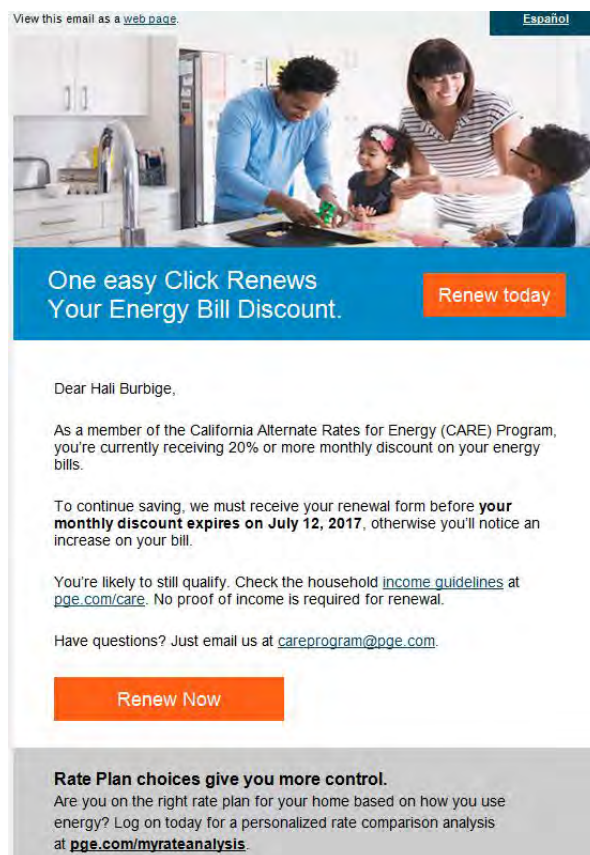 View this email as a web page.
Español
One easy Click Renews
Your Energy Bill Discount.
Renew today
Dear Hali Burbige,
As a member of the California Alternate Rates for Energy (CARE) Program,
you're currently receiving 20% or more monthly discount on your energy
bills.
To continue saving, we must receive your renewal form before your
monthly discount expires on July 12, 2017, otherwise you'll notice an
increase on your bill.
You're likely to still qualify. Check the household income guidelines at
pge.com/care. No proof of income is required for renewal.
Have questions? Just email us at careprogram@pge.com.
Renew Now
Rate Plan choices give you more control.
Are you on the right rate plan for your home based on how you use
energy? Log on today for a personalized rate comparison analysis
at pge.com/myrateanalysis.